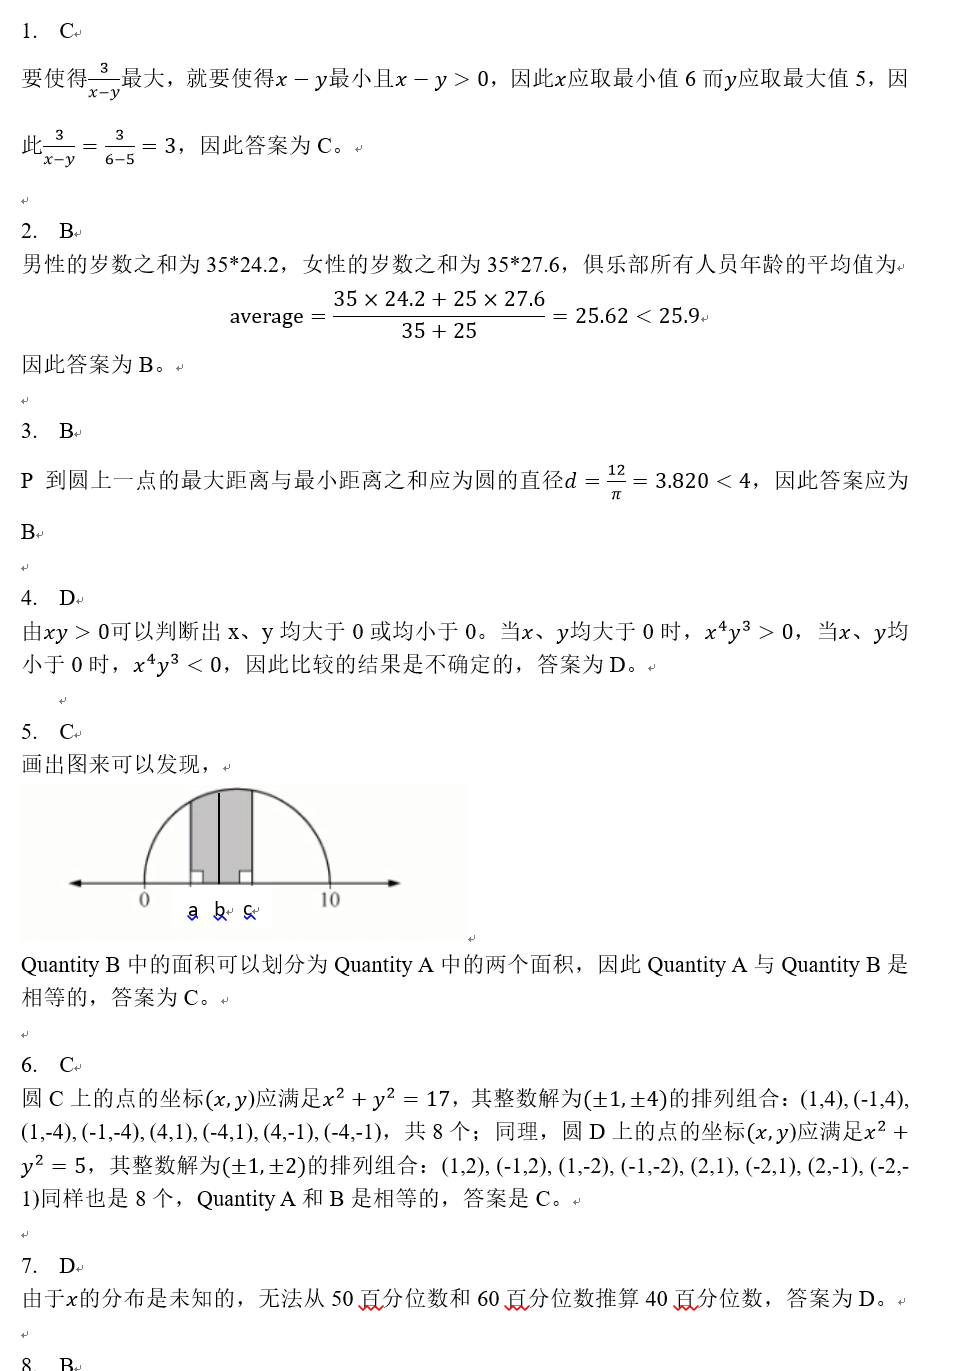 1. C
要使得3/(x−y)最大，就要使得x − y最小且x − y > 0，因此x应取最小值 6 而y应取最大值 5，因
此3/(x−y) = 3/(6−5) = 3，因此答案为 C。
2. B
男性的岁数之和为 35*24.2，女性的岁数之和为 35*27.6，俱乐部所有人员年龄的平均值为
average = (35 × 24.2 + 25 × 27.6)/(35 + 25) = 25.62 < 25.9
因此答案为 B。
3. B
P 到圆上一点的最大距离与最小距离之和应为圆的直径d = 12/π = 3.820 < 4，因此答案应为
B
4. D
由xy > 0可以判断出 x、y 均大于 0 或均小于 0。当x、y均大于 0 时，x⁴y³ > 0，当x、y均
小于 0 时，x⁴y³ < 0，因此比较的结果是不确定的，答案为 D。
5. C
画出图来可以发现，
0 10
a b c
Quantity B 中的面积可以划分为 Quantity A 中的两个面积，因此 Quantity A 与 Quantity B 是
相等的，答案为 C。
6. C
圆 C 上的点的坐标(x, y)应满足x² + y² = 17，其整数解为(±1, ±4)的排列组合：(1,4), (-1,4),
(1,-4), (-1,-4), (4,1), (-4,1), (4,-1), (-4,-1)，共 8 个；同理，圆 D 上的点的坐标(x, y)应满足x² +
y² = 5，其整数解为(±1, ±2)的排列组合：(1,2), (-1,2), (1,-2), (-1,-2), (2,1), (-2,1), (2,-1), (-2,-
1)同样也是 8 个，Quantity A 和 B 是相等的，答案是 C。
7. D
由于x的分布是未知的，无法从 50 百分位数和 60 百分位数推算 40 百分位数，答案为 D。
8. B